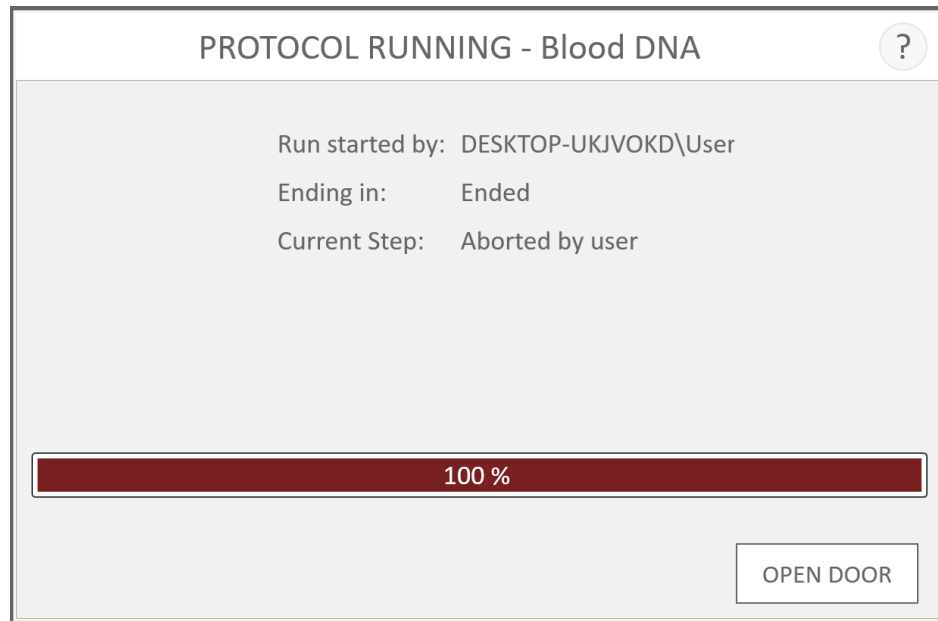 PROTOCOL RUNNING - Blood DNA
?
Run started by: DESKTOP-UKJVOKD\User
Ending in: Ended
Current Step: Aborted by user
100 %
OPEN DOOR